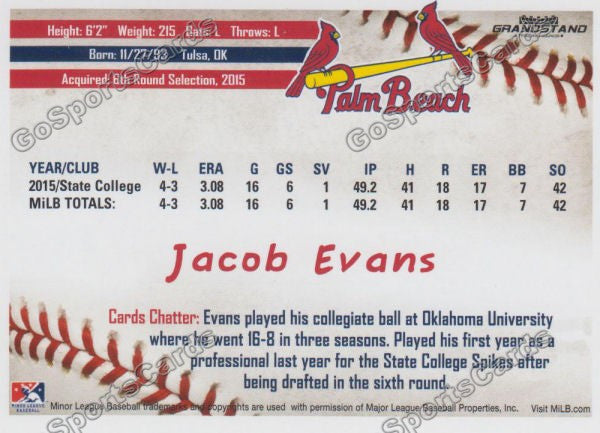 Height: 6'2" Weight: 215 Bats: L Throws: L
Born: 11/27/93 Tulsa, OK
Acquired: 6th Round Selection, 2015
GRANDSTAND
Palm Beach
YEAR/CLUB W-L ERA G GS SV IP H R ER BB SO
2015/State College 4-3 3.08 16 6 1 49.2 41 18 17 7 42
MiLB TOTALS: 4-3 3.08 16 6 1 49.2 41 18 17 7 42
Jacob Evans
Cards Chatter: Evans played his collegiate ball at Oklahoma University
where he went 16-8 in three seasons. Played his first year as a
professional last year for the State College Spikes after
being drafted in the sixth round.
MINOR LEAGUE
BASEBALL
Minor League Baseball trademarks and copyrights are used with permission of Major League Baseball Properties, Inc. Visit MiLB.com
GoSportsCards
GoSportsCards
GoSportsCards
GoSportsCards
GoSportsCards
GoSportsCards